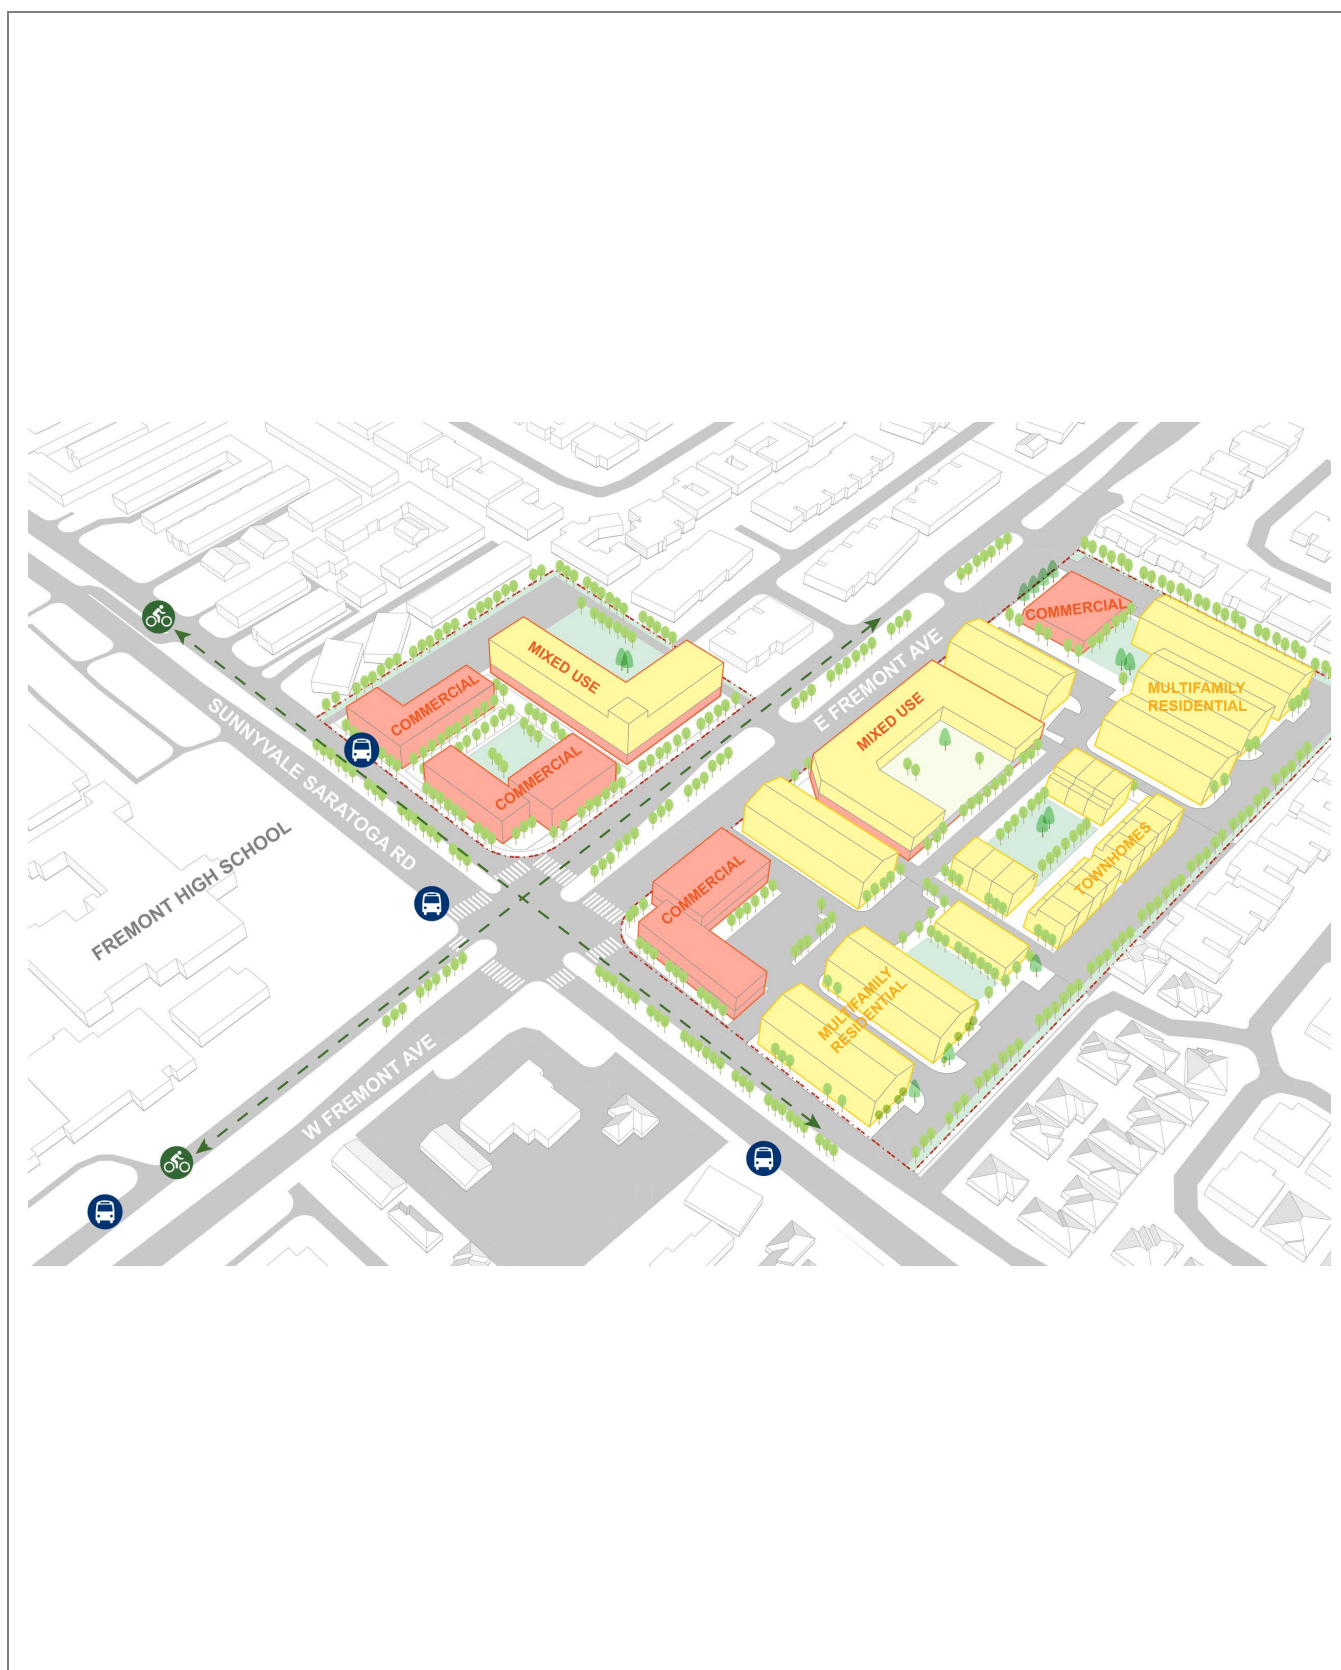 COMMERCIAL
MIXED USE
MULTIFAMILY
RESIDENTIAL
E FREMONT AVE
MIXED USE
COMMERCIAL
COMMERCIAL
SUNNYVALE SARATOGA RD
FREMONT HIGH SCHOOL
TOWNHOMES
COMMERCIAL
MULTIFAMILY
RESIDENTIAL
W FREMONT AVE